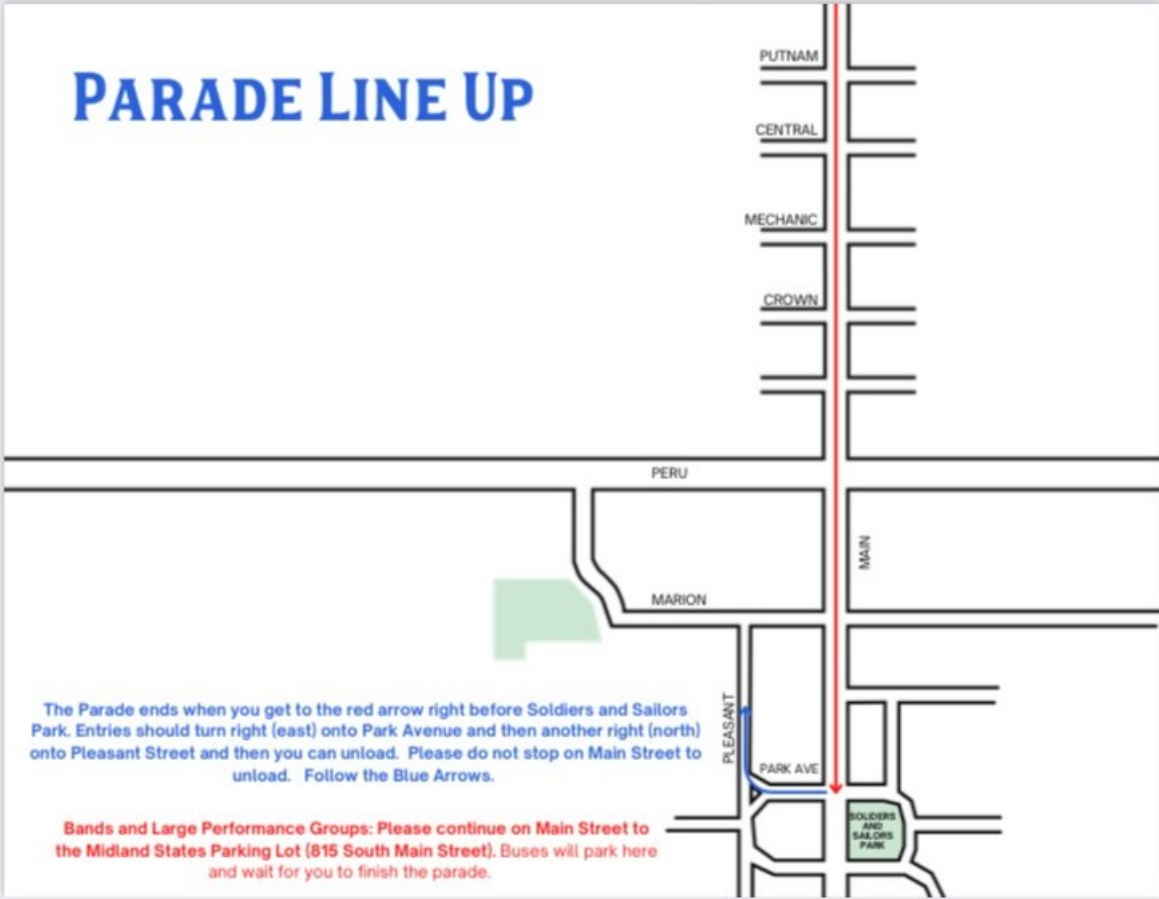 PARADE LINE UP
PUTNAM
CENTRAL
MECHANIC
CROWN
PERU
MAIN
MARION
PLEASANT
PARK AVE
SOLIDERS
AND
SAILORS
PARK
The Parade ends when you get to the red arrow right before Soldiers and Sailors
Park. Entries should turn right (east) onto Park Avenue and then another right (north)
onto Pleasant Street and then you can unload. Please do not stop on Main Street to
unload. Follow the Blue Arrows.
Bands and Large Performance Groups: Please continue on Main Street to
the Midland States Parking Lot (815 South Main Street). Buses will park here
and wait for you to finish the parade.